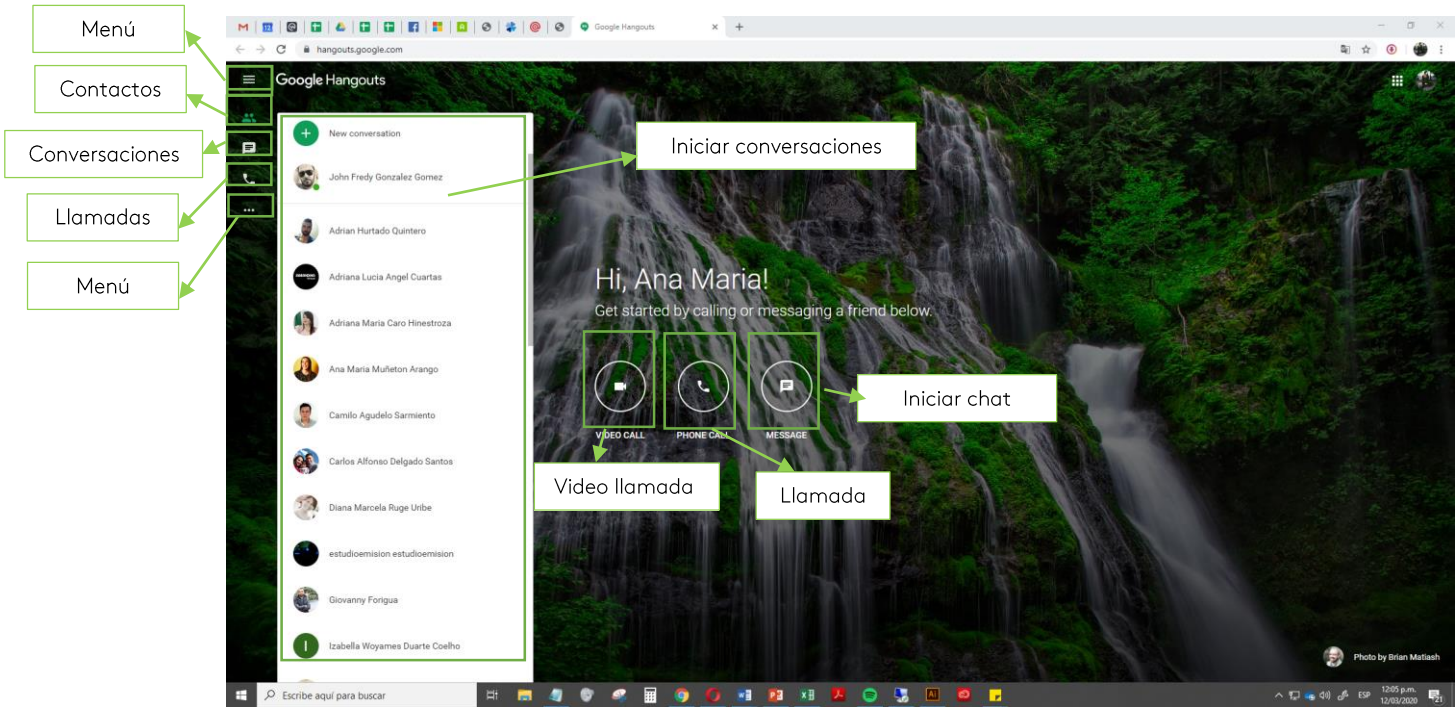 Menú
Contactos
Conversaciones
Llamadas
Menú
Google Hangouts
hangouts.google.com
Google Hangouts
New conversation
John Fredy Gonzalez Gomez
Adrian Hurtado Quintero
Adriana Lucia Angel Cuartas
Adriana Maria Caro Hinestroza
Ana Maria Muñeton Arango
Camilo Agudelo Sarmiento
Carlos Alfonso Delgado Santos
Diana Marcela Ruge Uribe
estudioemision estudioemision
Giovanny Forigua
I
Izabella Woyames Duarte Coelho
Iniciar conversaciones
Hi, Ana Maria!
Get started by calling or messaging a friend below.
VIDEO CALL
PHONE CALL
MESSAGE
Iniciar chat
Video llamada
Llamada
Photo by Brian Matiash
Escribe aquí para buscar
ESP
12:05 p.m.
12/03/2020
21